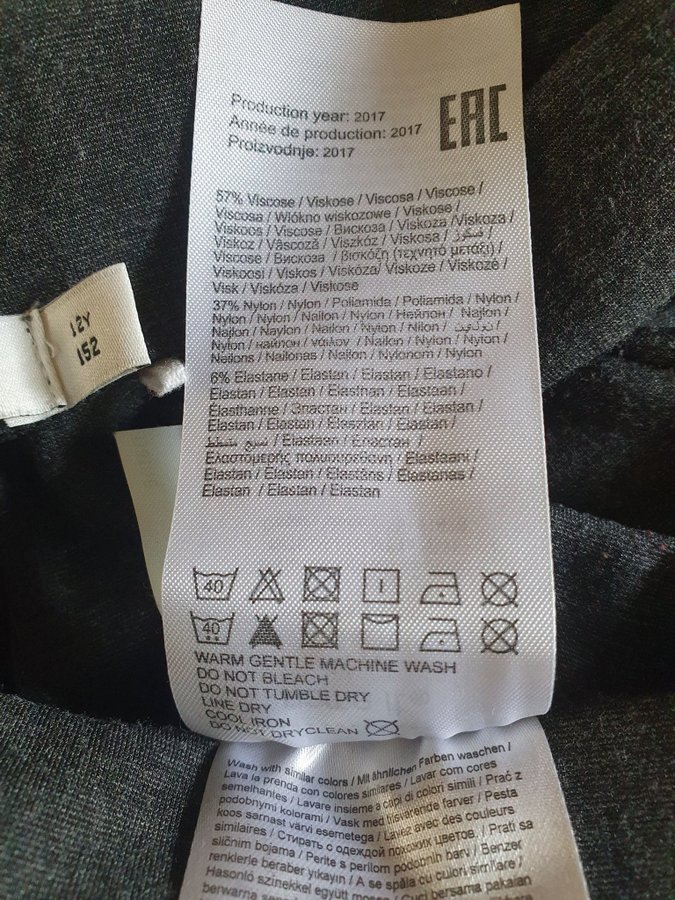 Production year: 2017
Année de production: 2017
Proizvodnje: 2017
EAC
57% Viscose / Viskose / Viscosa / Viscose /
Viscosa / Włókno wiskozowe / Viskose /
Viskoos / Viscose / Вискоза / Viskoza /Viskoza /
Viskoz / Vâscoză / Viszkóz / Viskosa / فسكوز /
Viscose / Вискоза / βισκόζη (τεχνητό μετάξι) /
Viskoosi / Viskos / Viskóza/ Viskoze / Viskozė /
Visk / Viskóza / Viskose
37% Nylon / Nylon / Poliamida / Poliamida / Nylon /
Nylon / Nylon / Nylon / Nylon / Нейлон / Najlon /
Najlon / Naylon / Nailon / Nylon / Nilon /
Nylon / найлон / νάιλον / Nailon / Nylon / Nylon /
Neilons / Nailonas / Nailon / Nylonom / Nylon
6% Elastane / Elastan / Elastan / Elastano /
Elastan / Elastan / Elasthan / Elastaan /
Élasthanne / Эластан / Elastan / Elastan /
Elastan / Elastan / Eleszlán / Elastan /
/ Elastaen / Еластан /
Ελαστομερής πολυουρεθάνη / Elastaani /
Elastan / Elastan / Elastāns / Elastanas /
Elastan / Elastan / Elastan
12Y
152
40
40
WARM GENTLE MACHINE WASH
DO NOT BLEACH
DO NOT TUMBLE DRY
LINE DRY
COOL IRON
DO NOT DRYCLEAN
Wash with similar colors / Mit ähnlichen Farben waschen /
Lava la prenda con colores similares / Lavar com cores
semelhantes / Lavare insieme a capi di colori simili / Prać z
podobnymi kolorami / Vask med tilsvarende farver / Pesta
koos sarnast värvi esemetega / Lavez avec des couleurs
similaires / Стирать с одеждой похожих цветов. / Prati sa
sličnim bojama / Perite s perilom podobnih barv / Benzer
renklerle beraber yıkayin / A se spăla cu culori similare /
Hasonló színekkel együtt
berwarna